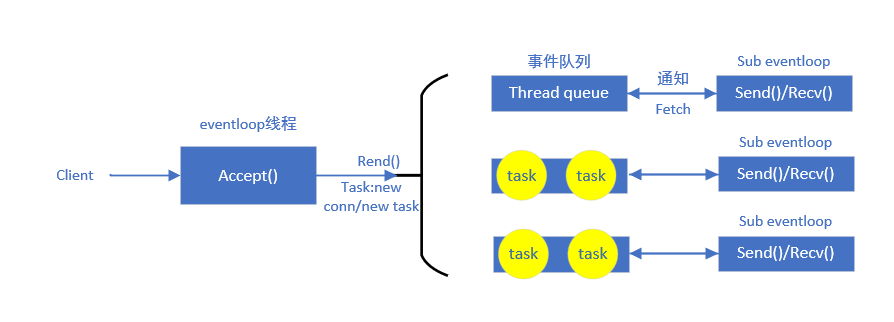 Client
eventloop线程
Accept()
Rend()
Task:new
conn/new task
事件队列
Thread queue
通知
Fetch
Sub eventloop
Send()/Recv()
task
task
Sub eventloop
Send()/Recv()
task
task
Sub eventloop
Send()/Recv()